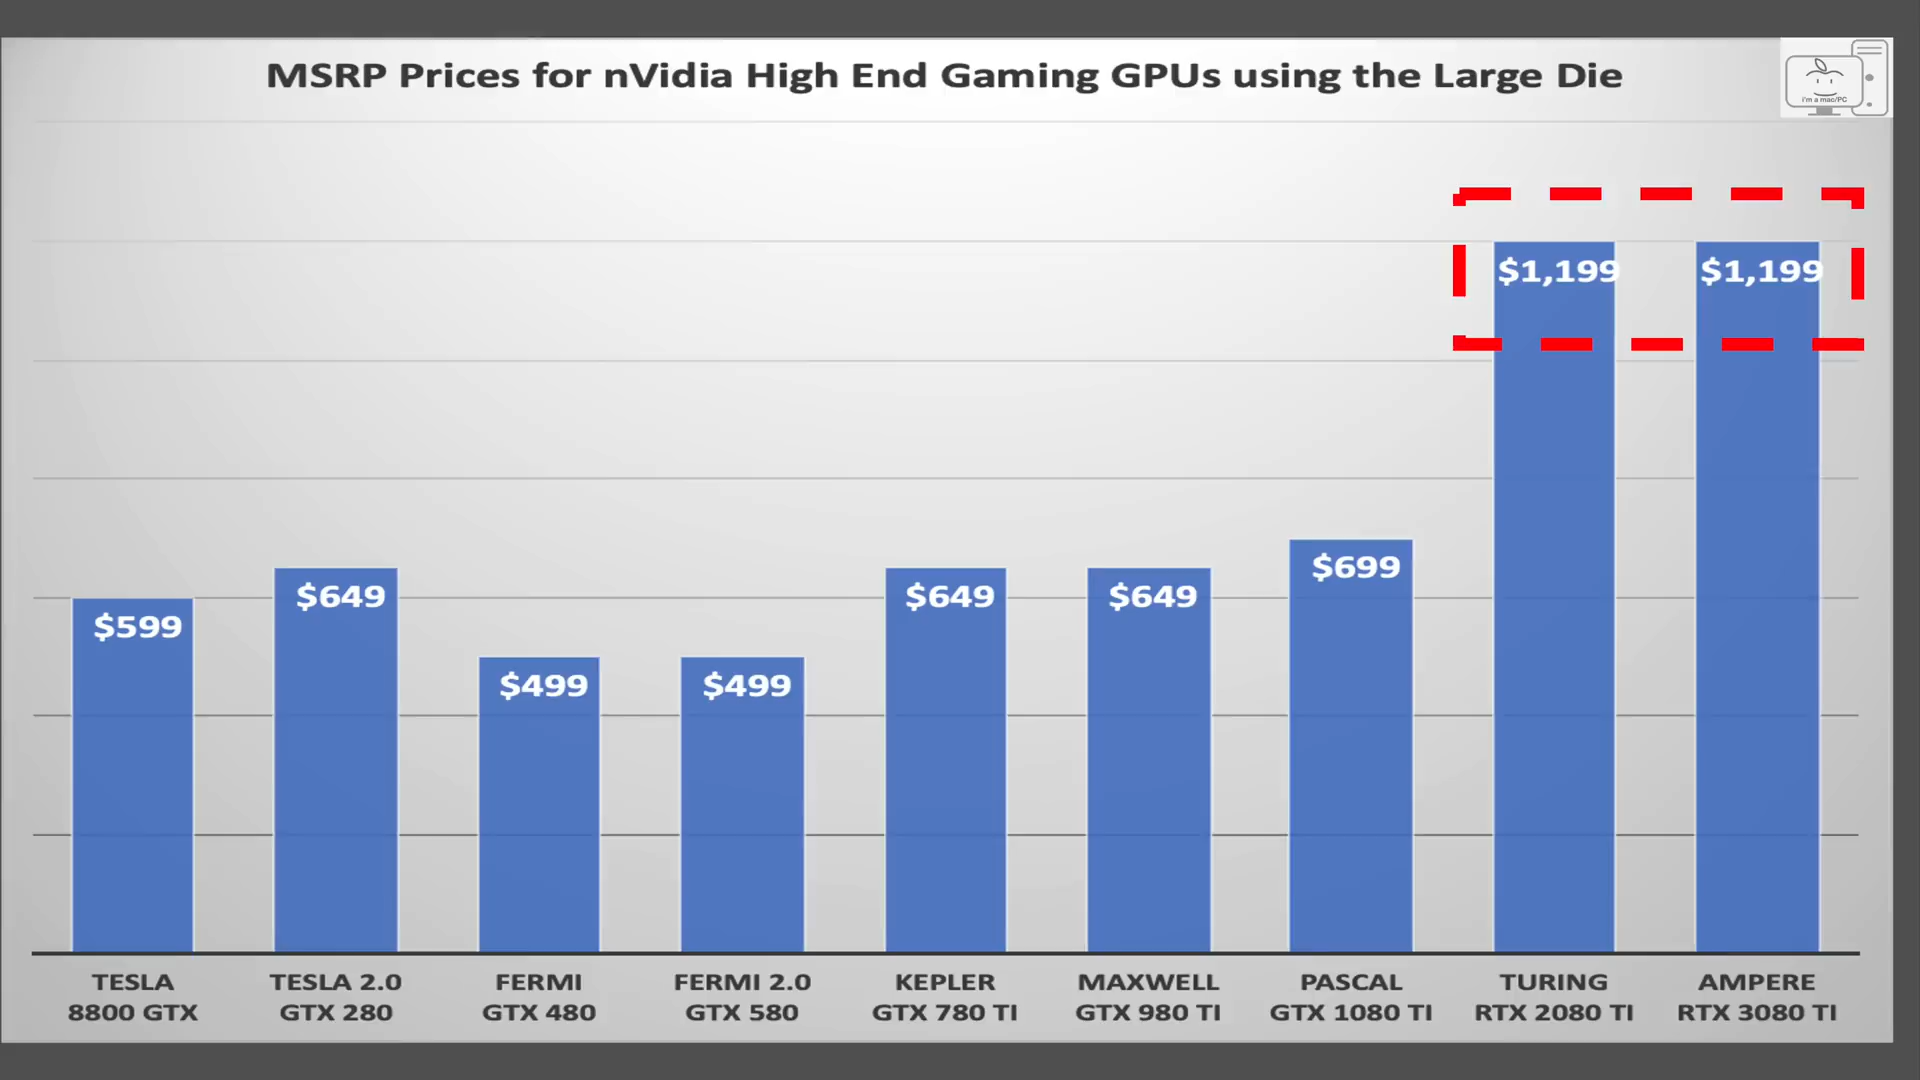 MSRP Prices for nVidia High End Gaming GPUs using the Large Die
i'm a mac/PC
$1,199
$1,199
$699
$649
$649
$649
$599
$499
$499
TESLA
8800 GTX
TESLA 2.0
GTX 280
FERMI
GTX 480
FERMI 2.0
GTX 580
KEPLER
GTX 780 TI
MAXWELL
GTX 980 TI
PASCAL
GTX 1080 TI
TURING
RTX 2080 TI
AMPERE
RTX 3080 TI